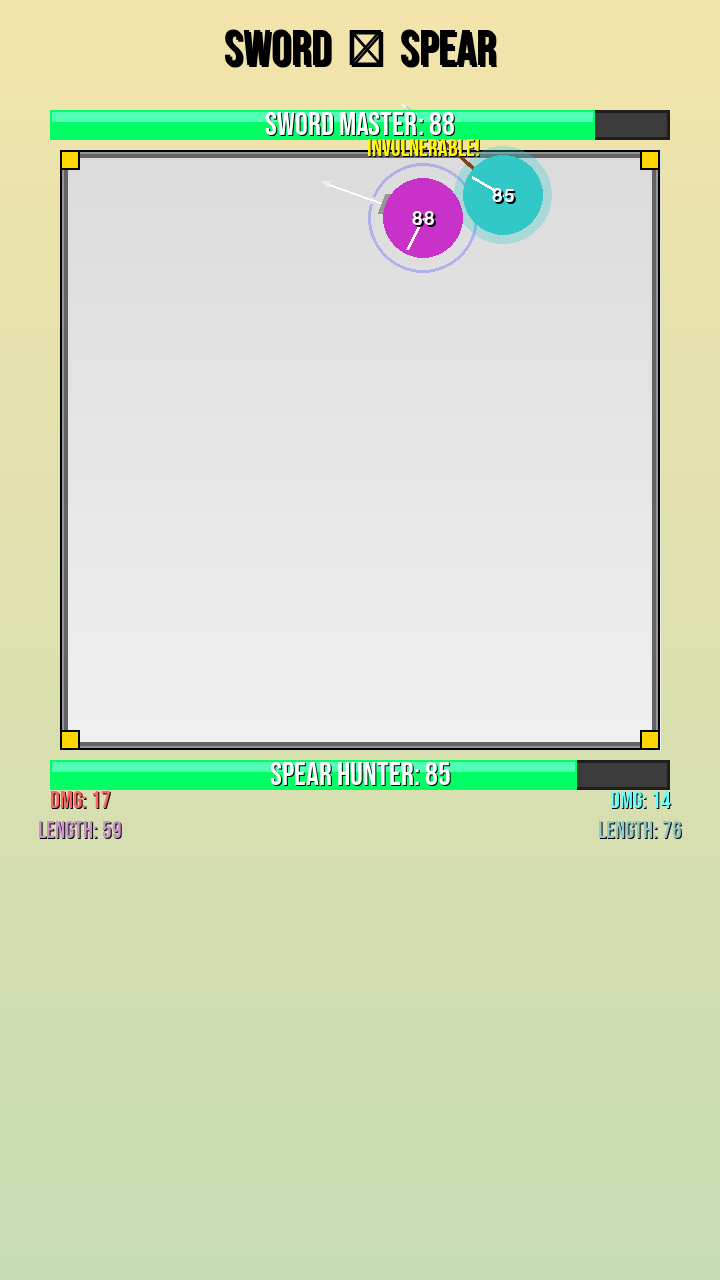 SWORD ☒ SPEAR
SWORD MASTER: 88
INVULNERABLE!
88
85
SPEAR HUNTER: 85
DMG: 17
DMG: 14
LENGTH: 59
LENGTH: 76